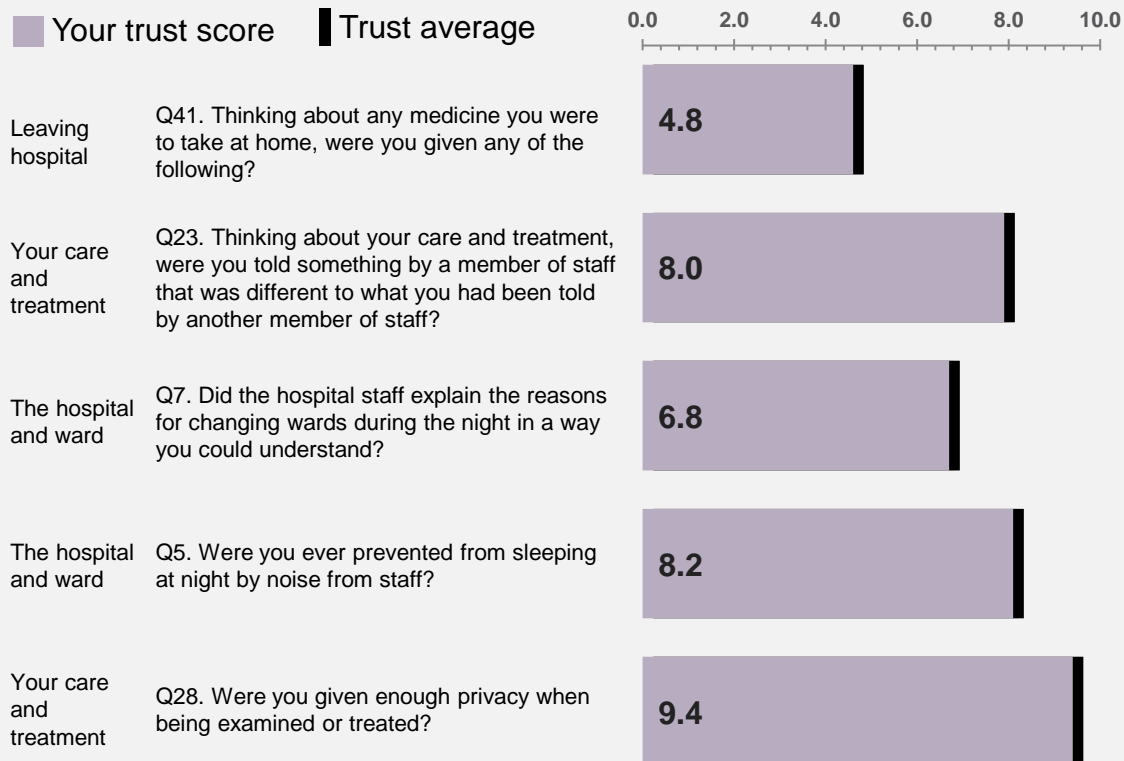 Your trust score Trust average
0.0 2.0 4.0 6.0 8.0 10.0
Leaving
hospital
Q41. Thinking about any medicine you were
to take at home, were you given any of the
following?
4.8
Your care
and
treatment
Q23. Thinking about your care and treatment,
were you told something by a member of staff
that was different to what you had been told
by another member of staff?
8.0
The hospital
and ward
Q7. Did the hospital staff explain the reasons
for changing wards during the night in a way
you could understand?
6.8
The hospital
and ward
Q5. Were you ever prevented from sleeping
at night by noise from staff?
8.2
Your care
and
treatment
Q28. Were you given enough privacy when
being examined or treated?
9.4